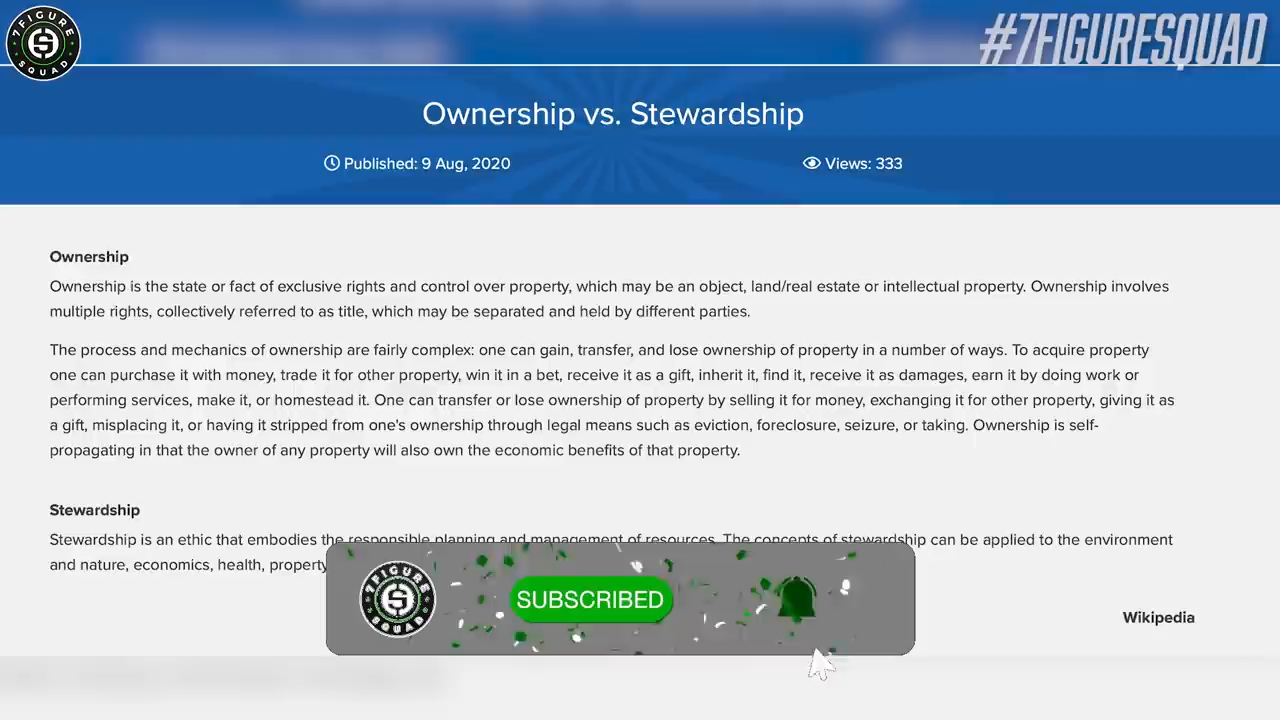 7 FIGURE SQUAD
#7FIGURESQUAD
Ownership vs. Stewardship
Published: 9 Aug, 2020
Views: 333
Ownership
Ownership is the state or fact of exclusive rights and control over property, which may be an object, land/real estate or intellectual property. Ownership involves
multiple rights, collectively referred to as title, which may be separated and held by different parties.
The process and mechanics of ownership are fairly complex: one can gain, transfer, and lose ownership of property in a number of ways. To acquire property
one can purchase it with money, trade it for other property, win it in a bet, receive it as a gift, inherit it, find it, receive it as damages, earn it by doing work or
performing services, make it, or homestead it. One can transfer or lose ownership of property by selling it for money, exchanging it for other property, giving it as
a gift, misplacing it, or having it stripped from one's ownership through legal means such as eviction, foreclosure, seizure, or taking. Ownership is self-
propagating in that the owner of any property will also own the economic benefits of that property.
Stewardship
Stewardship is an ethic that embodies the responsible planning and management of resources. The concepts of stewardship can be applied to the environment
and nature, economics, health, property
7 FIGURE SQUAD
SUBSCRIBED
Wikipedia